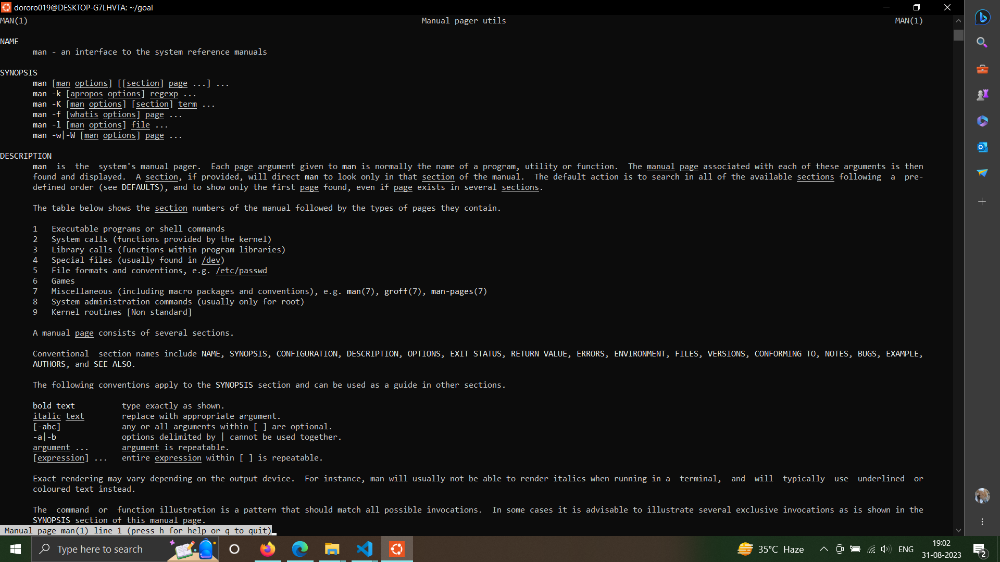 dororo019@DESKTOP-G7LHVTA: ~/goal
MAN(1) Manual pager utils MAN(1)
NAME
man - an interface to the system reference manuals
SYNOPSIS
man [man options] [[section] page ...] ...
man -k [apropos options] regexp ...
man -K [man options] [section] term ...
man -f [whatis options] page ...
man -l [man options] file ...
man -w|-W [man options] page ...
DESCRIPTION
man is the system's manual pager. Each page argument given to man is normally the name of a program, utility or function. The manual page associated with each of these arguments is then
found and displayed. A section, if provided, will direct man to look only in that section of the manual. The default action is to search in all of the available sections following a pre-
defined order (see DEFAULTS), and to show only the first page found, even if page exists in several sections.
The table below shows the section numbers of the manual followed by the types of pages they contain.
1 Executable programs or shell commands
2 System calls (functions provided by the kernel)
3 Library calls (functions within program libraries)
4 Special files (usually found in /dev)
5 File formats and conventions, e.g. /etc/passwd
6 Games
7 Miscellaneous (including macro packages and conventions), e.g. man(7), groff(7), man-pages(7)
8 System administration commands (usually only for root)
9 Kernel routines [Non standard]
A manual page consists of several sections.
Conventional section names include NAME, SYNOPSIS, CONFIGURATION, DESCRIPTION, OPTIONS, EXIT STATUS, RETURN VALUE, ERRORS, ENVIRONMENT, FILES, VERSIONS, CONFORMING TO, NOTES, BUGS, EXAMPLE,
AUTHORS, and SEE ALSO.
The following conventions apply to the SYNOPSIS section and can be used as a guide in other sections.
bold text type exactly as shown.
italic text replace with appropriate argument.
[-abc] any or all arguments within [ ] are optional.
-a|-b options delimited by | cannot be used together.
argument ... argument is repeatable.
[expression] ... entire expression within [ ] is repeatable.
Exact rendering may vary depending on the output device. For instance, man will usually not be able to render italics when running in a terminal, and will typically use underlined or
coloured text instead.
The command or function illustration is a pattern that should match all possible invocations. In some cases it is advisable to illustrate several exclusive invocations as is shown in the
SYNOPSIS section of this manual page.
Manual page man(1) line 1 (press h for help or q to quit)
Type here to search
35°C Haze
ENG
19:02
31-08-2023
2